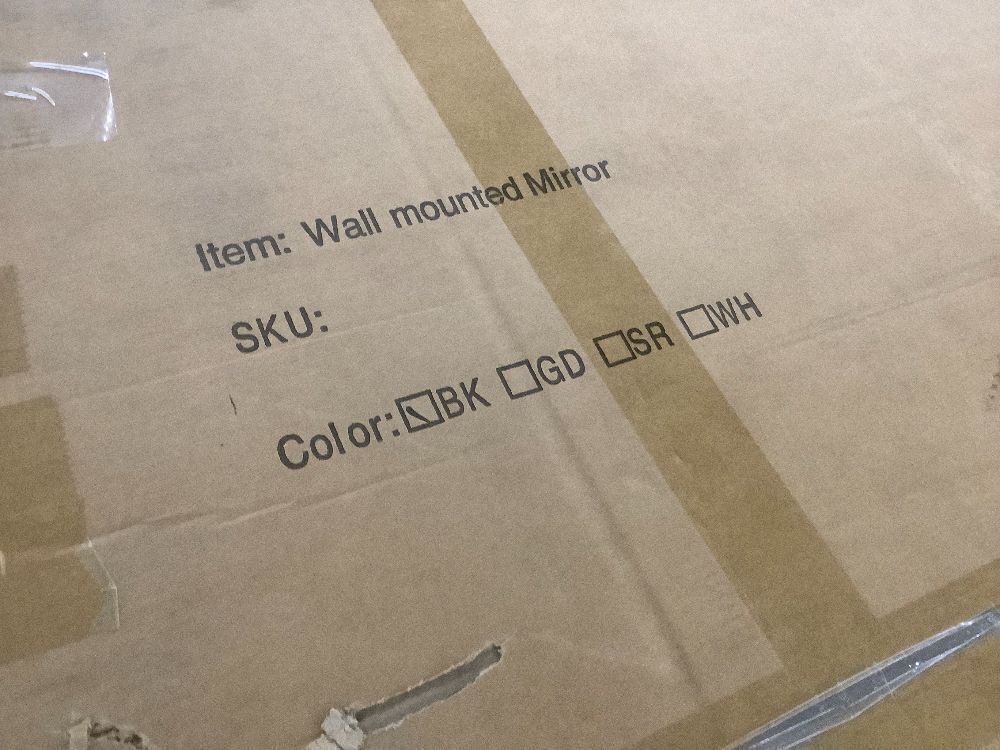 Item: Wall mounted Mirror
SKU:
Color: ☑BK ☐GD ☐SR ☐WH